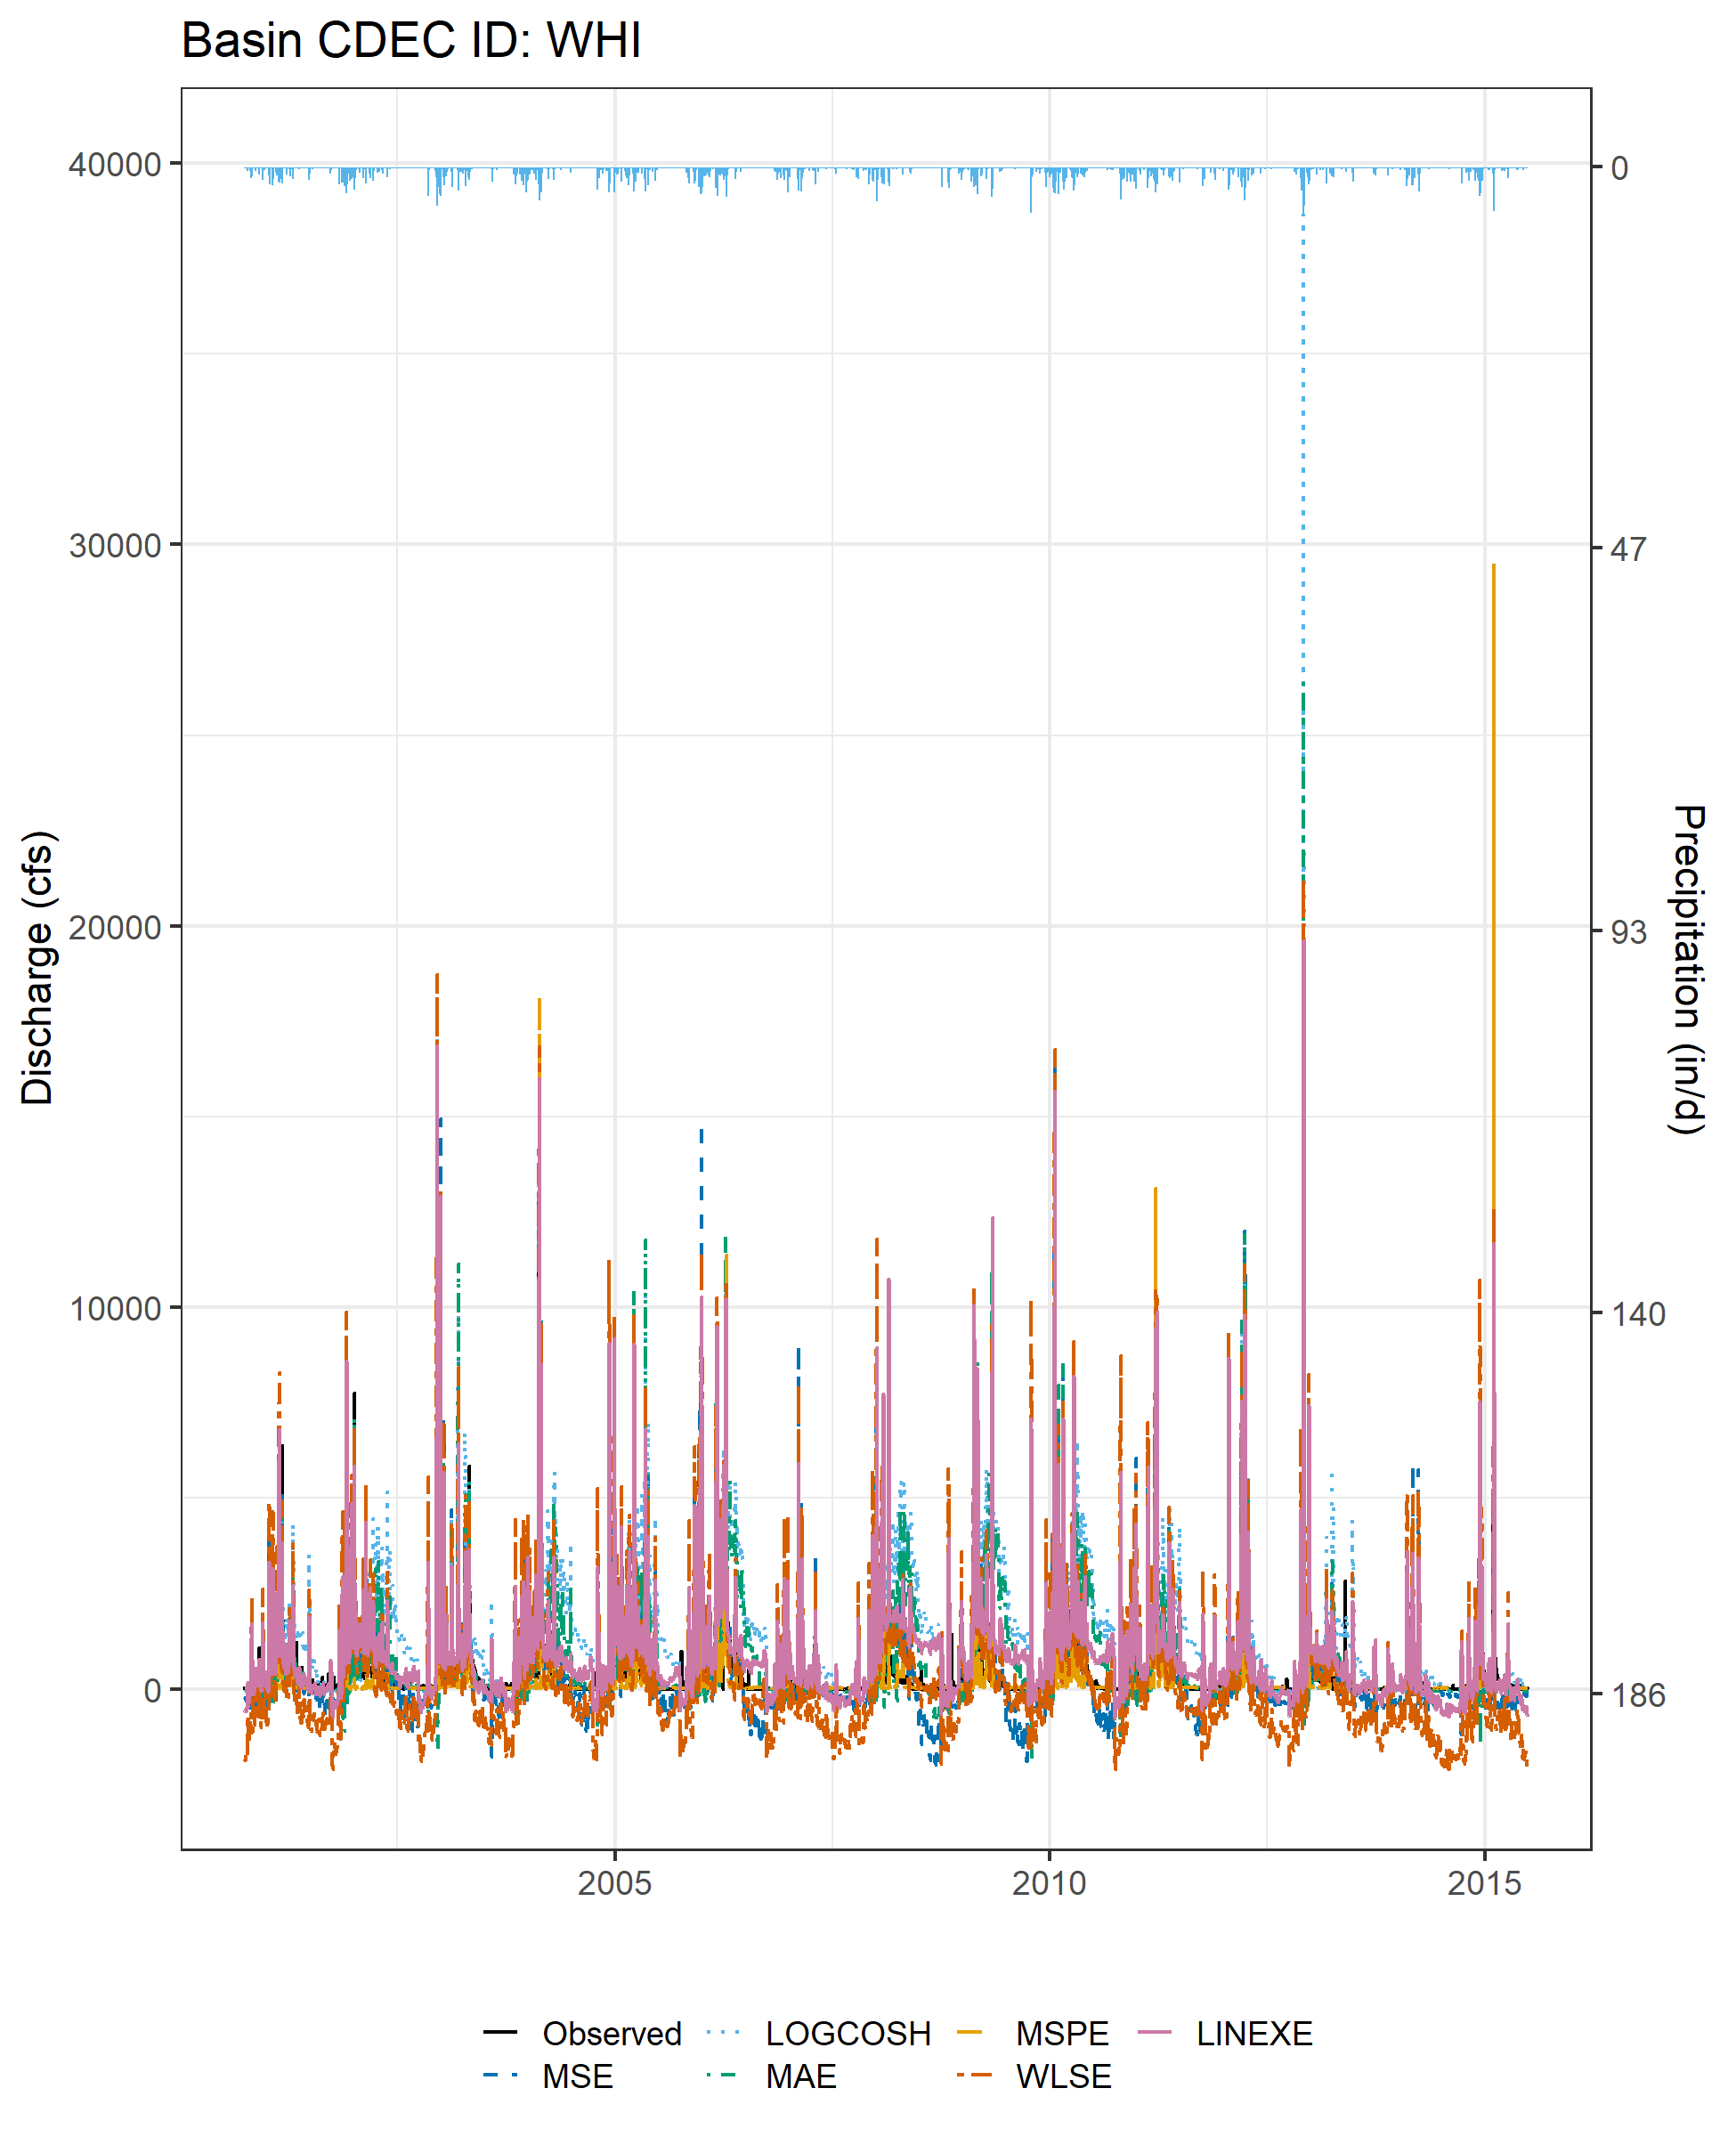 Basin CDEC ID: WHI
40000
30000
20000
10000
0
Discharge (cfs)
0
47
93
140
186
Precipitation (in/d)
2005
2010
2015
Observed
LOGCOSH
MSPE
LINEXE
MSE
MAE
WLSE